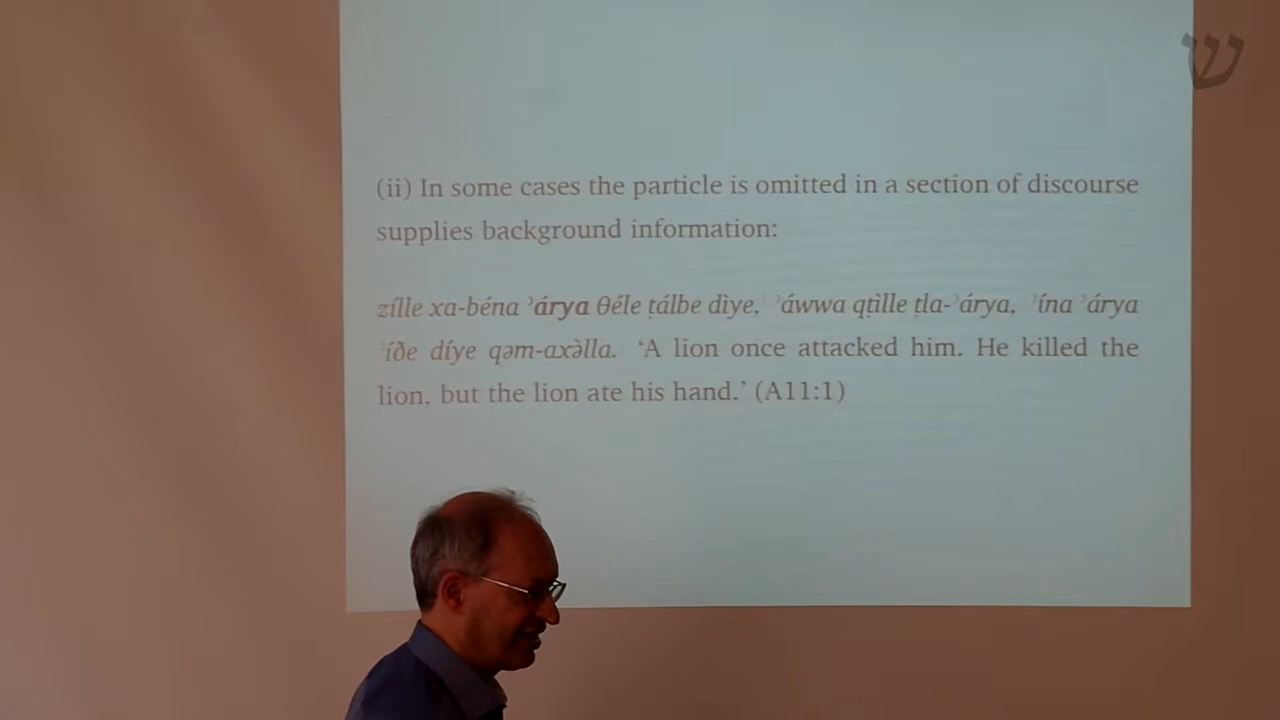 ש
(ii) In some cases the particle is omitted in a section of discourse
supplies background information:
zílle xa-béna ʾárya θéle ṭálbe dìye, ʾáwwa qṭìlle ṭla-ʾárya, ʾína ʾárya
ʾíðe díye qəm-axə̀lla. ‘A lion once attacked him. He killed the
lion, but the lion ate his hand.’ (A11:1)